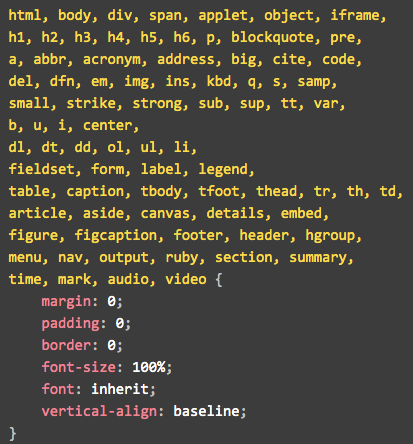 html, body, div, span, applet, object, iframe,
h1, h2, h3, h4, h5, h6, p, blockquote, pre,
a, abbr, acronym, address, big, cite, code,
del, dfn, em, img, ins, kbd, q, s, samp,
small, strike, strong, sub, sup, tt, var,
b, u, i, center,
dl, dt, dd, ol, ul, li,
fieldset, form, label, legend,
table, caption, tbody, tfoot, thead, tr, th, td,
article, aside, canvas, details, embed,
figure, figcaption, footer, header, hgroup,
menu, nav, output, ruby, section, summary,
time, mark, audio, video {
    margin: 0;
    padding: 0;
    border: 0;
    font-size: 100%;
    font: inherit;
    vertical-align: baseline;
}